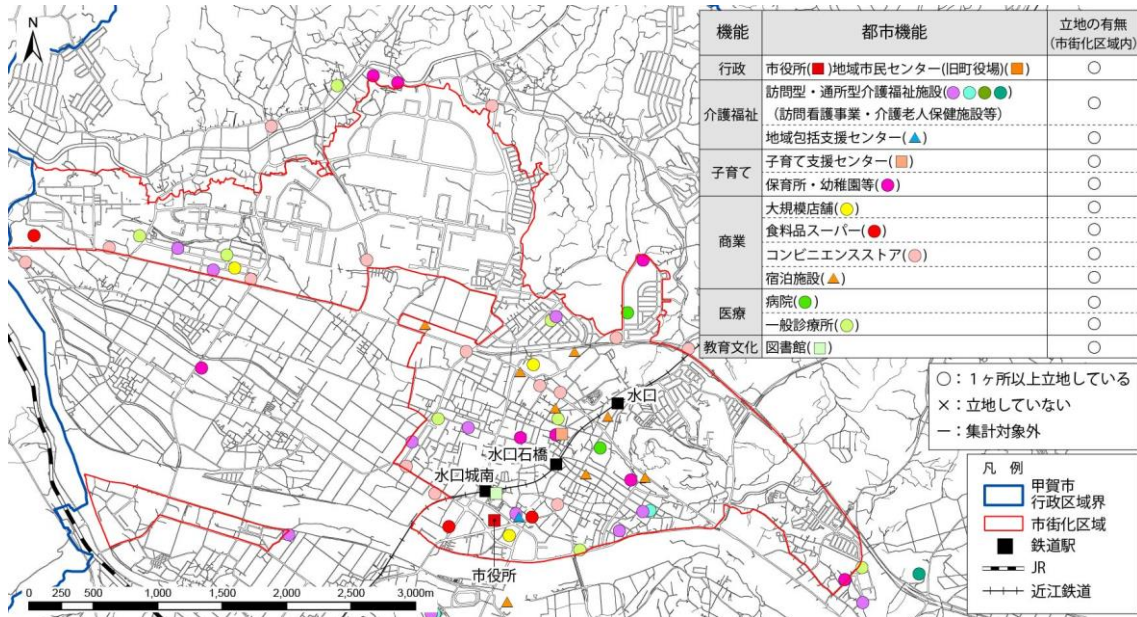 N
機能 都市機能 立地の有無
(市街化区域内)
行政 市役所(■)地域市民センター(旧町役場)(■) ○
介護福祉 訪問型・通所型介護福祉施設(●●●●)
（訪問看護事業・介護老人保健施設等） ○
地域包括支援センター(▲) ○
子育て 子育て支援センター(■) ○
保育所・幼稚園等(●) ○
商業 大規模店舗(●) ○
食料品スーパー(●) ○
コンビニエンスストア(●) ○
宿泊施設(▲) ○
医療 病院(●) ○
一般診療所(●) ○
教育文化 図書館(■) ○
○：1ヶ所以上立地している
×：立地していない
－：集計対象外
凡 例
甲賀市
行政区域界
市街化区域
鉄道駅
JR
近江鉄道
水口
水口石橋
水口城南
市役所
0 250 500 1,000 1,500 2,000 2,500 3,000m